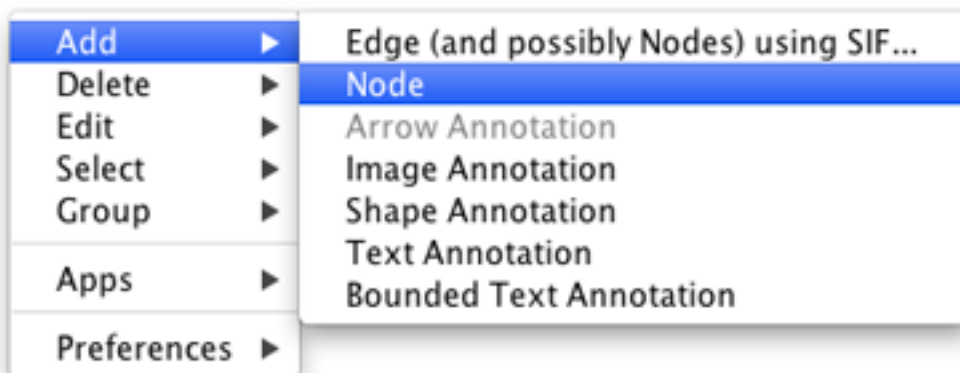 Add
Delete
Edit
Select
Group
Apps
Preferences
Edge (and possibly Nodes) using SIF...
Node
Arrow Annotation
Image Annotation
Shape Annotation
Text Annotation
Bounded Text Annotation